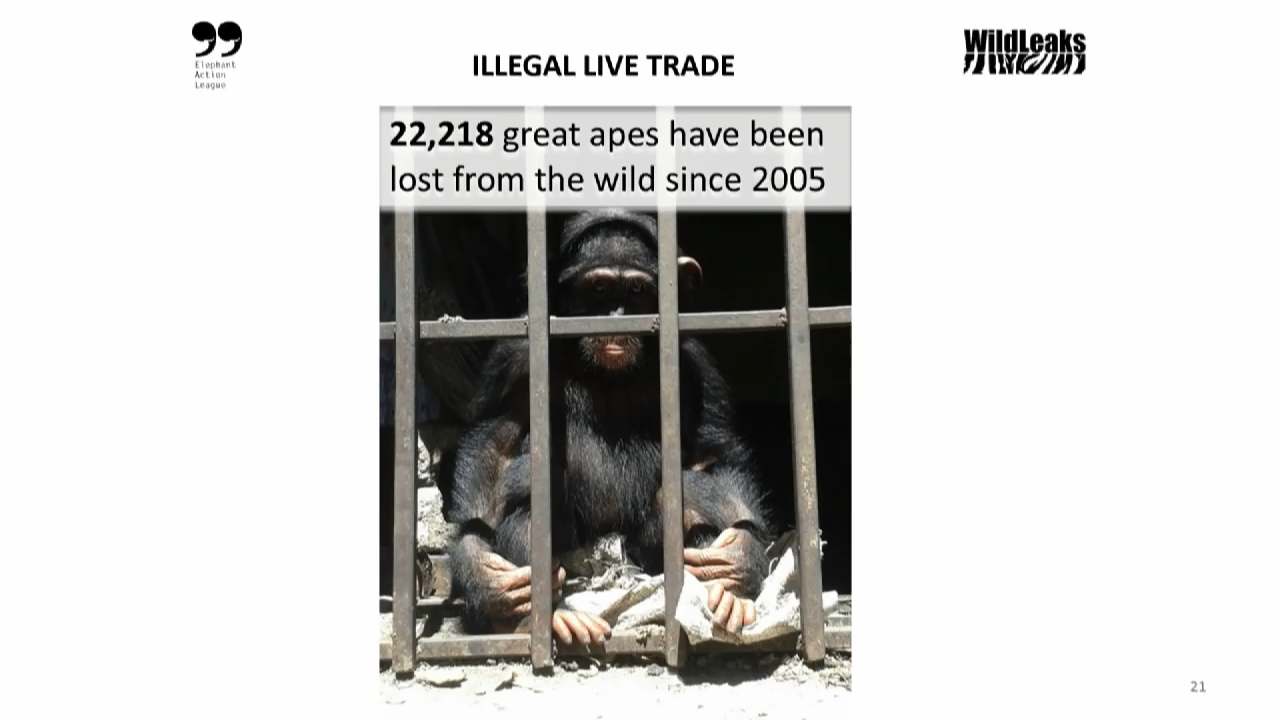 Elephant
Action
League
ILLEGAL LIVE TRADE
WildLeaks
22,218 great apes have been
lost from the wild since 2005
21